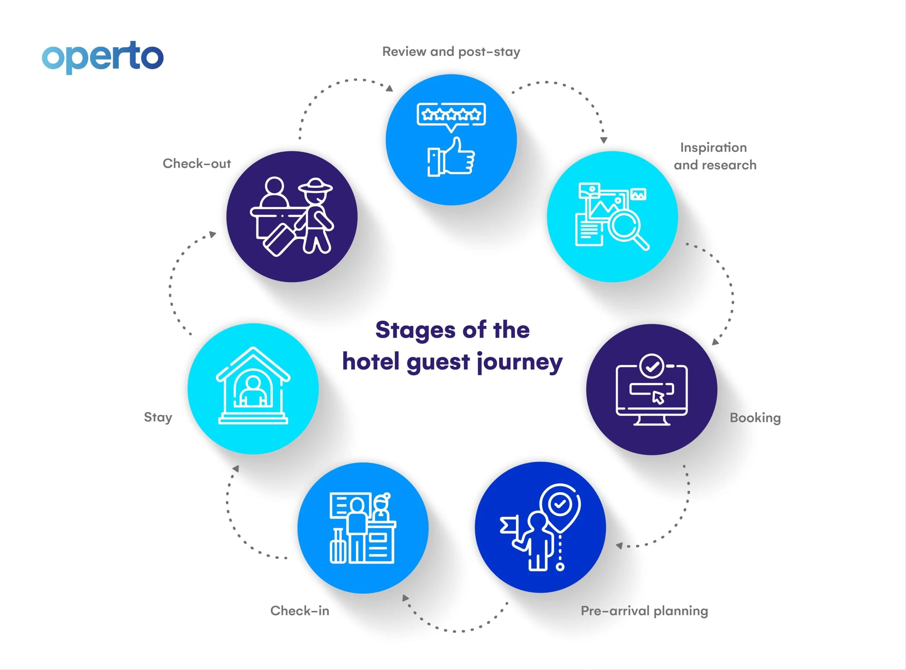 operto
Review and post-stay
Inspiration
and research
Check-out
Stages of the
hotel guest journey
Stay
Booking
Check-in
Pre-arrival planning